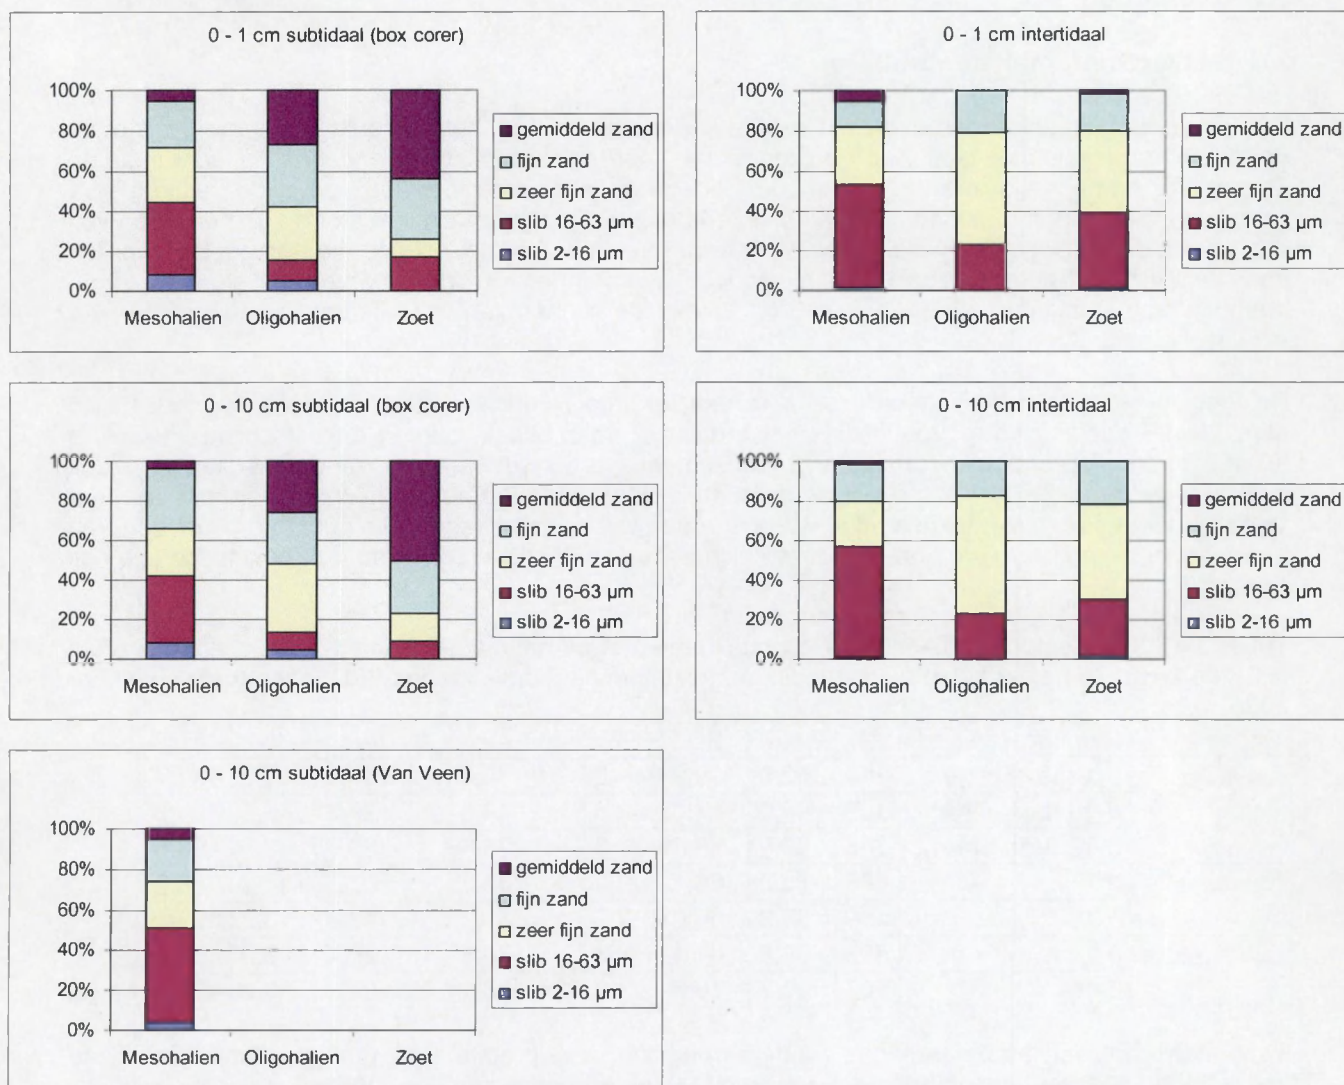 0 - 1 cm subtidaal (box corer)
100%
80%
60%
40%
20%
0%
Mesohalien Oligohalien Zoet
gemiddeld zand
fijn zand
zeer fijn zand
slib 16-63 µm
slib 2-16 µm
0 - 1 cm intertidaal
100%
80%
60%
40%
20%
0%
Mesohalien Oligohalien Zoet
gemiddeld zand
fijn zand
zeer fijn zand
slib 16-63 µm
slib 2-16 µm
0 - 10 cm subtidaal (box corer)
100%
80%
60%
40%
20%
0%
Mesohalien Oligohalien Zoet
gemiddeld zand
fijn zand
zeer fijn zand
slib 16-63 µm
slib 2-16 µm
0 - 10 cm intertidaal
100%
80%
60%
40%
20%
0%
Mesohalien Oligohalien Zoet
gemiddeld zand
fijn zand
zeer fijn zand
slib 16-63 µm
slib 2-16 µm
0 - 10 cm subtidaal (Van Veen)
100%
80%
60%
40%
20%
0%
Mesohalien Oligohalien Zoet
gemiddeld zand
fijn zand
zeer fijn zand
slib 16-63 µm
slib 2-16 µm